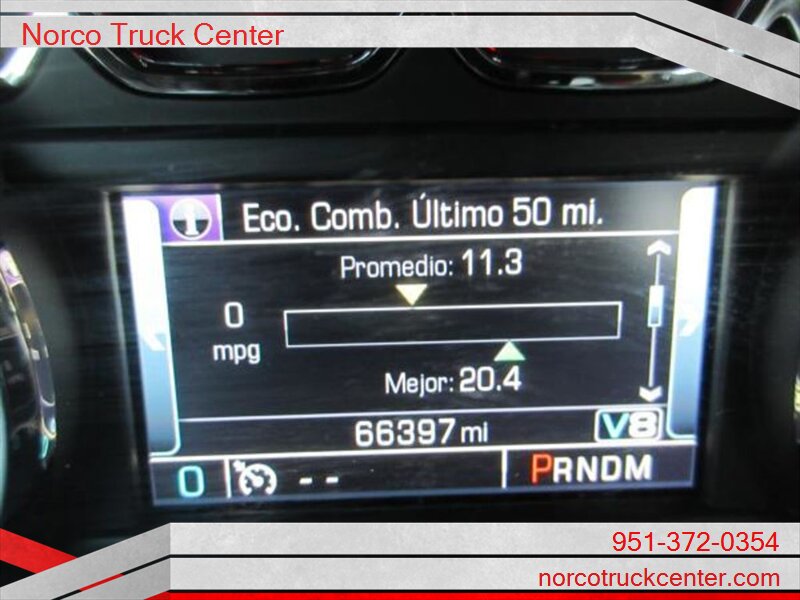 Norco Truck Center
Eco. Comb. Último 50 mi.
Promedio: 11.3
0
mpg
Mejor: 20.4
66397 mi
V8
0 -- PRNDM
951-372-0354
norcotruckcenter.com